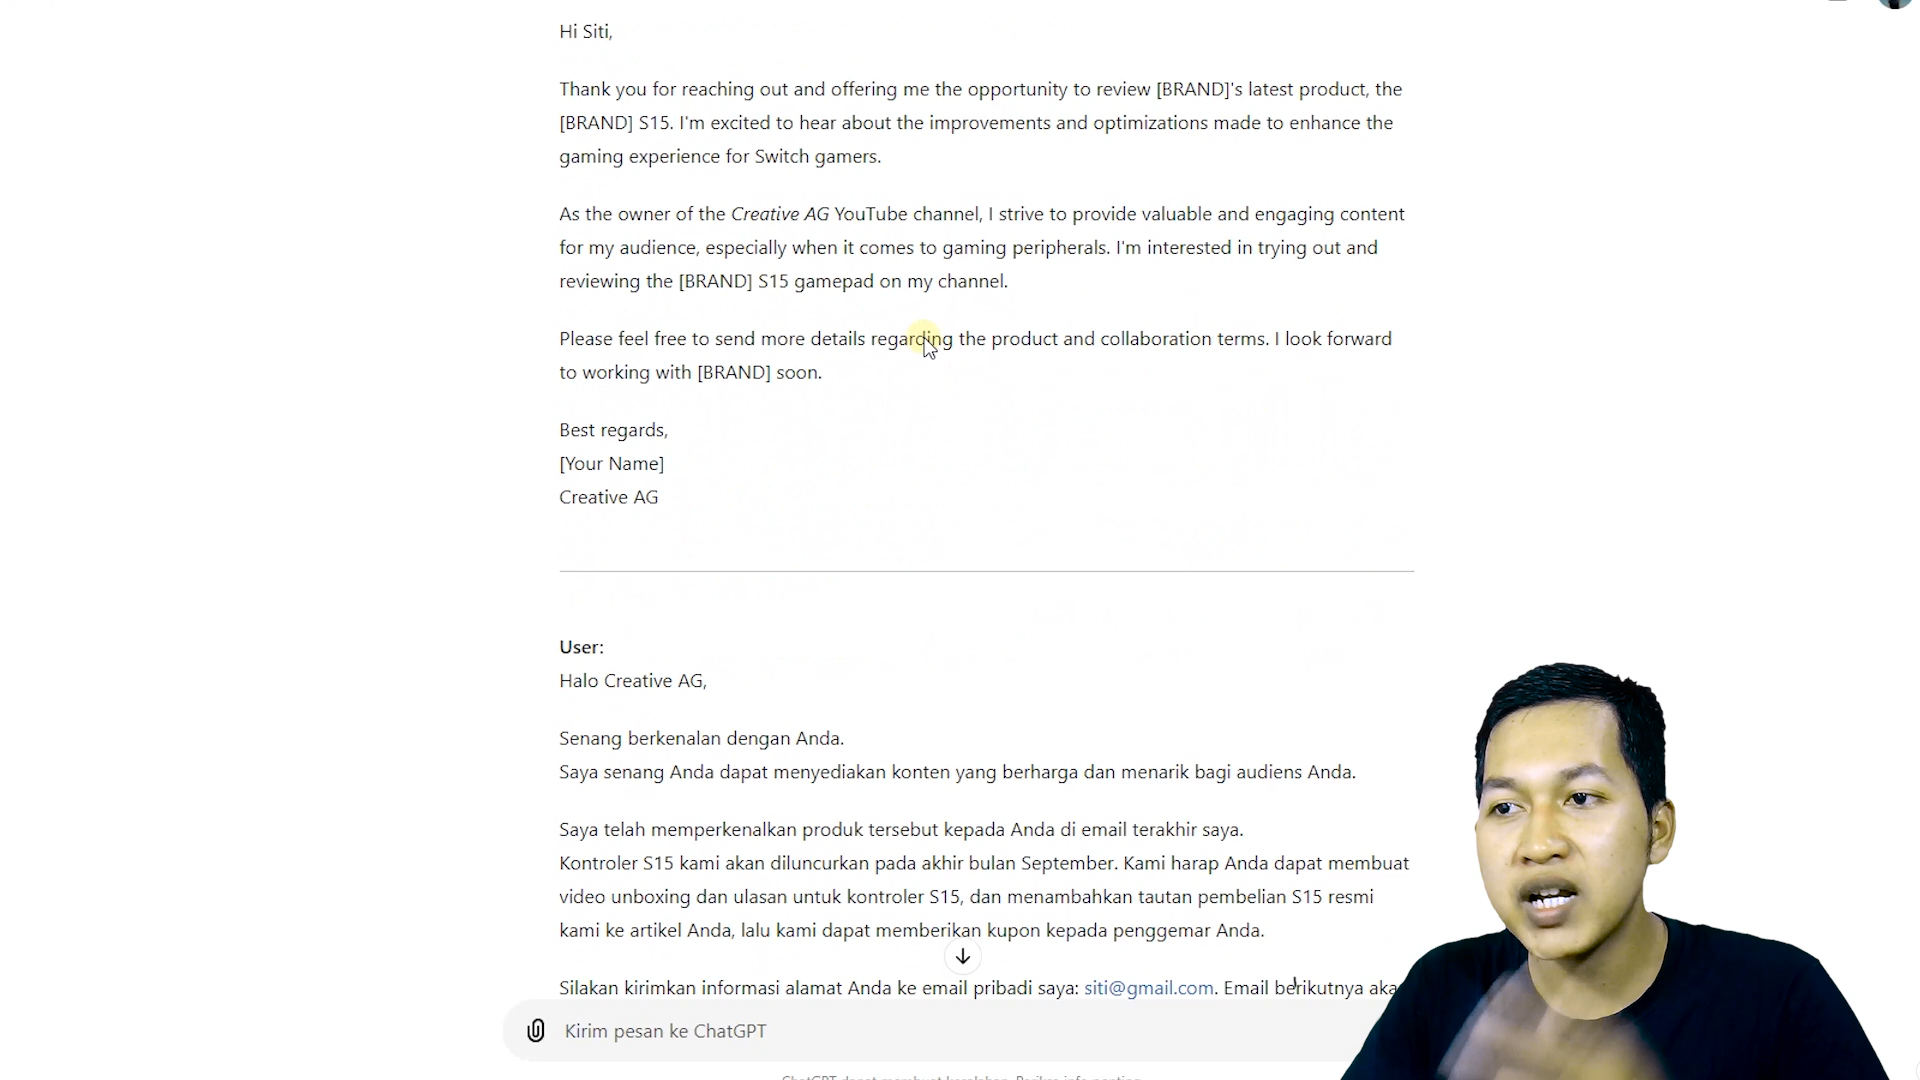 Hi Siti,
Thank you for reaching out and offering me the opportunity to review [BRAND]'s latest product, the
[BRAND] S15. I'm excited to hear about the improvements and optimizations made to enhance the
gaming experience for Switch gamers.
As the owner of the Creative AG YouTube channel, I strive to provide valuable and engaging content
for my audience, especially when it comes to gaming peripherals. I'm interested in trying out and
reviewing the [BRAND] S15 gamepad on my channel.
Please feel free to send more details regarding the product and collaboration terms. I look forward
to working with [BRAND] soon.
Best regards,
[Your Name]
Creative AG
User:
Halo Creative AG,
Senang berkenalan dengan Anda.
Saya senang Anda dapat menyediakan konten yang berharga dan menarik bagi audiens Anda.
Saya telah memperkenalkan produk tersebut kepada Anda di email terakhir saya.
Kontroler S15 kami akan diluncurkan pada akhir bulan September. Kami harap Anda dapat membuat
video unboxing dan ulasan untuk kontroler S15, dan menambahkan tautan pembelian S15 resmi
kami ke artikel Anda, lalu kami dapat memberikan kupon kepada penggemar Anda.
Silakan kirimkan informasi alamat Anda ke email pribadi saya: siti@gmail.com. Email berikutnya aka
Kirim pesan ke ChatGPT